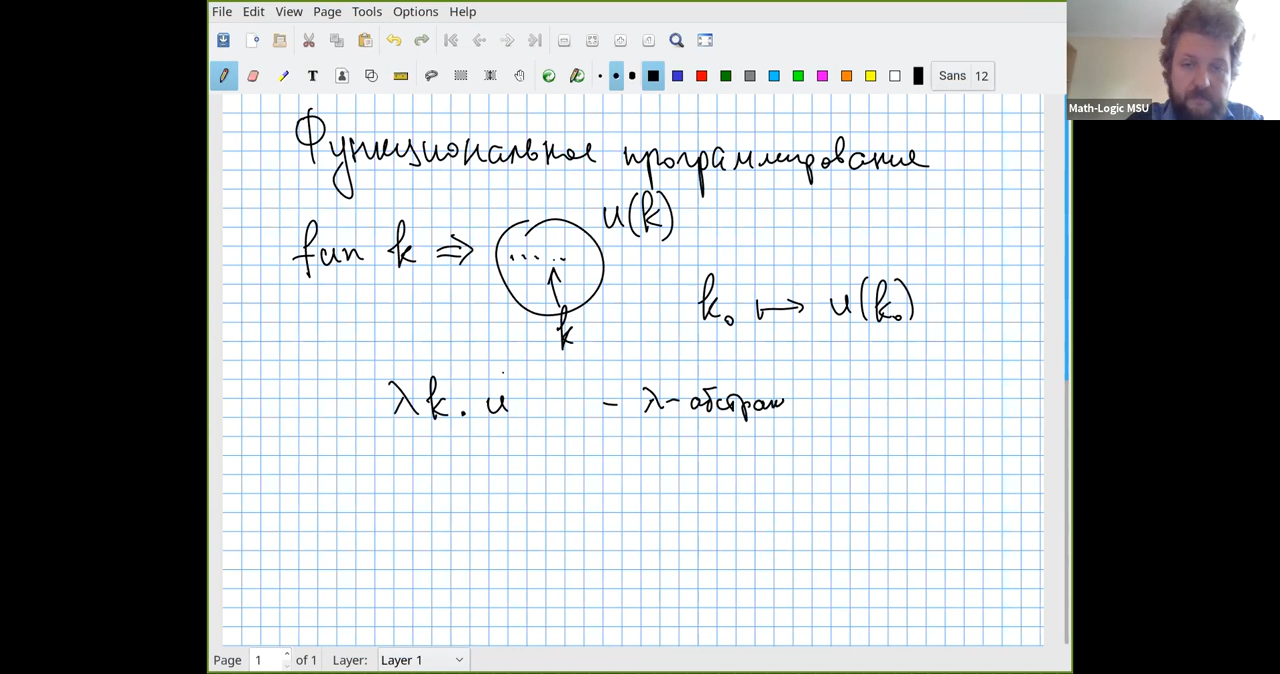 File Edit View Page Tools Options Help
T Sans 12
Math-Logic MSU
Функциональное программирование
fun k ⇒ ..... u(k)
k
k₀ ↦ u(k₀)
λk. u – λ-абстрак
Page 1 of 1 Layer: Layer 1